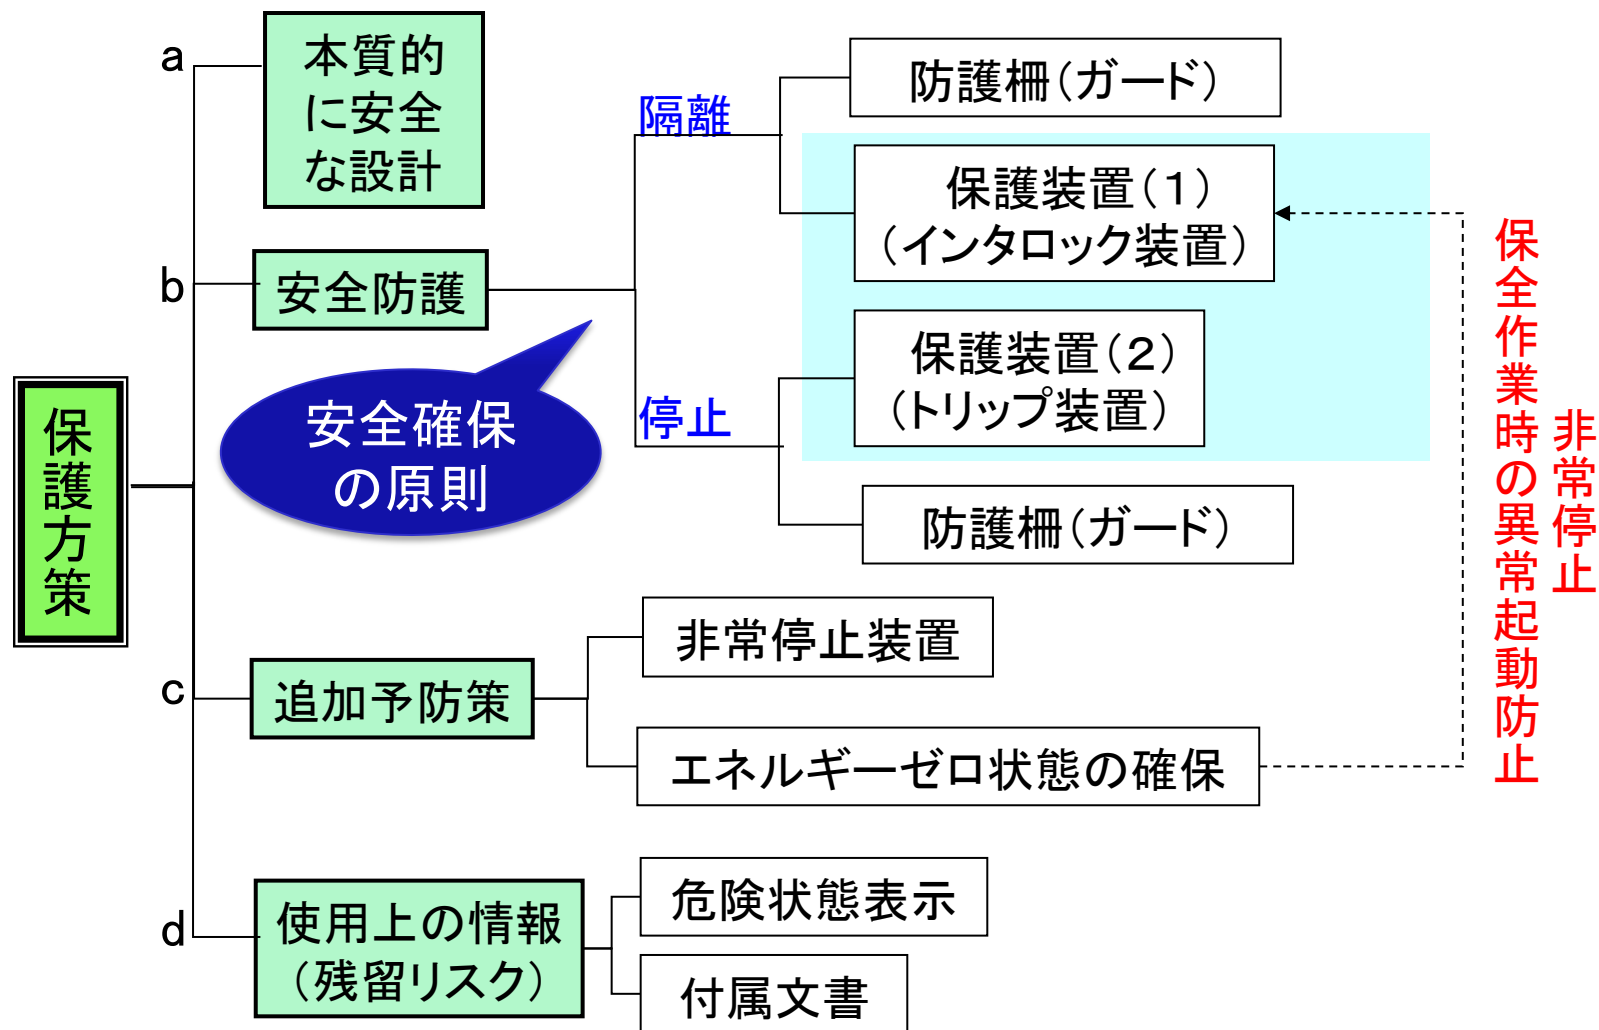 a
本質的
に安全
な設計
隔離
防護柵（ガード）
保護装置（１）
（インタロック装置）
b
安全防護
保護装置（２）
（トリップ装置）
停止
安全確保
の原則
防護柵（ガード）
保護方策
非常停止
保全作業時の異常起動防止
c
追加予防策
非常停止装置
エネルギーゼロ状態の確保
d
使用上の情報
（残留リスク）
危険状態表示
付属文書